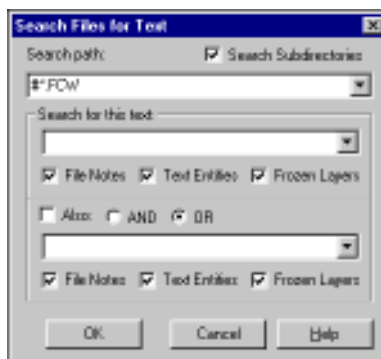 Search Files for Text
Search path: Search Subdirectories
#*.FCW
Search for this text:
File Notes Text Entities Frozen Layers
Also: AND OR
File Notes Text Entities Frozen Layers
OK Cancel Help